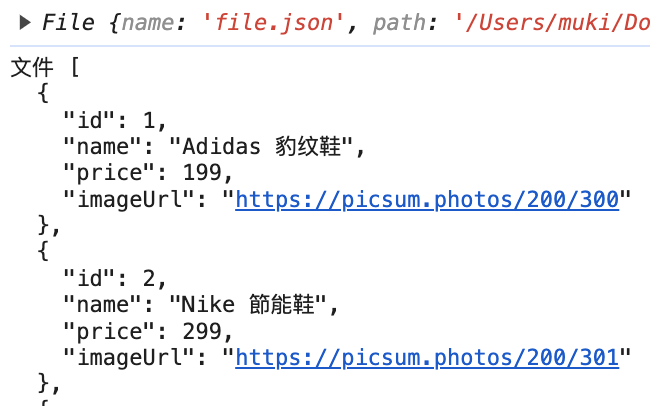 ▶ File {name: 'file.json', path: '/Users/muki/Do
文件 [
  {
    "id": 1,
    "name": "Adidas 豹纹鞋",
    "price": 199,
    "imageUrl": "https://picsum.photos/200/300"
  },
  {
    "id": 2,
    "name": "Nike 節能鞋",
    "price": 299,
    "imageUrl": "https://picsum.photos/200/301"
  },
  {